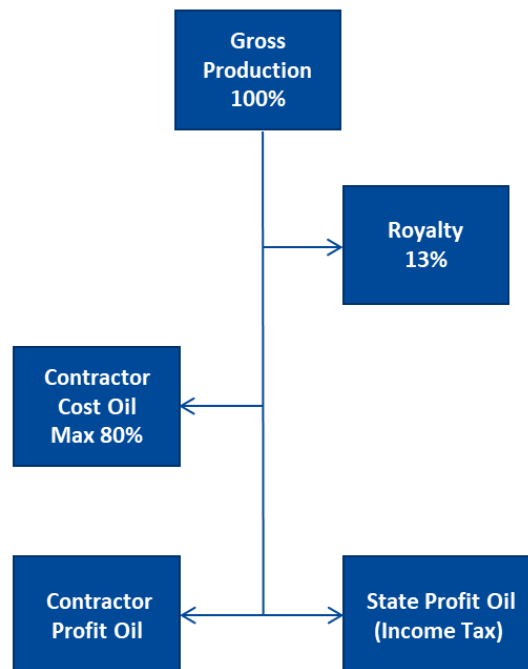 Gross
Production
100%
Royalty
13%
Contractor
Cost Oil
Max 80%
Contractor
Profit Oil
State Profit Oil
(Income Tax)